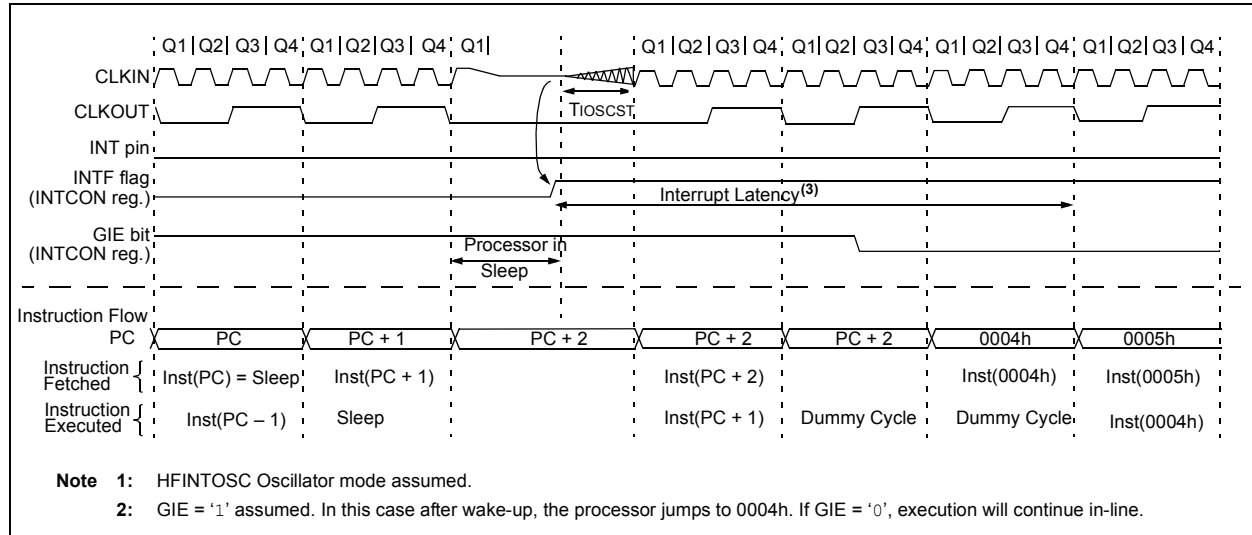 Q1 Q2 Q3 Q4 Q1 Q2 Q3 Q4 Q1 Q1 Q2 Q3 Q4 Q1 Q2 Q3 Q4 Q1 Q2 Q3 Q4 Q1 Q2 Q3 Q4
CLKIN
TIOSCST
CLKOUT
INT pin
INTF flag
(INTCON reg.)
Interrupt Latency(3)
GIE bit
(INTCON reg.)
Processor in
Sleep
Instruction Flow
PC PC PC + 1 PC + 2 PC + 2 PC + 2 0004h 0005h
Instruction
Fetched
Inst(PC) = Sleep Inst(PC + 1) Inst(PC + 2) Inst(0004h) Inst(0005h)
Instruction
Executed
Inst(PC – 1) Sleep Inst(PC + 1) Dummy Cycle Dummy Cycle Inst(0004h)
Note 1: HFINTOSC Oscillator mode assumed.
2: GIE = ‘1’ assumed. In this case after wake-up, the processor jumps to 0004h. If GIE = ‘0’, execution will continue in-line.